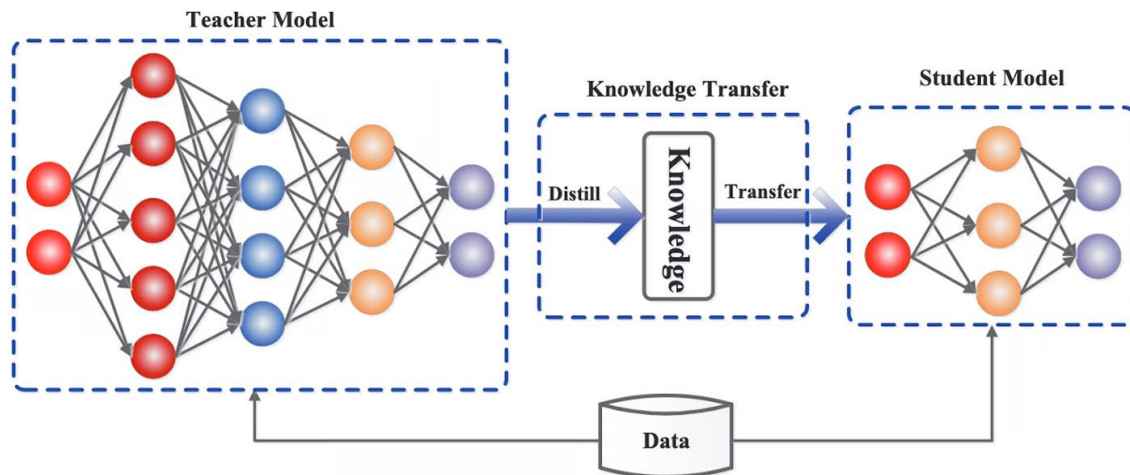 Teacher Model
Knowledge Transfer
Student Model
Distill
Knowledge
Transfer
Data